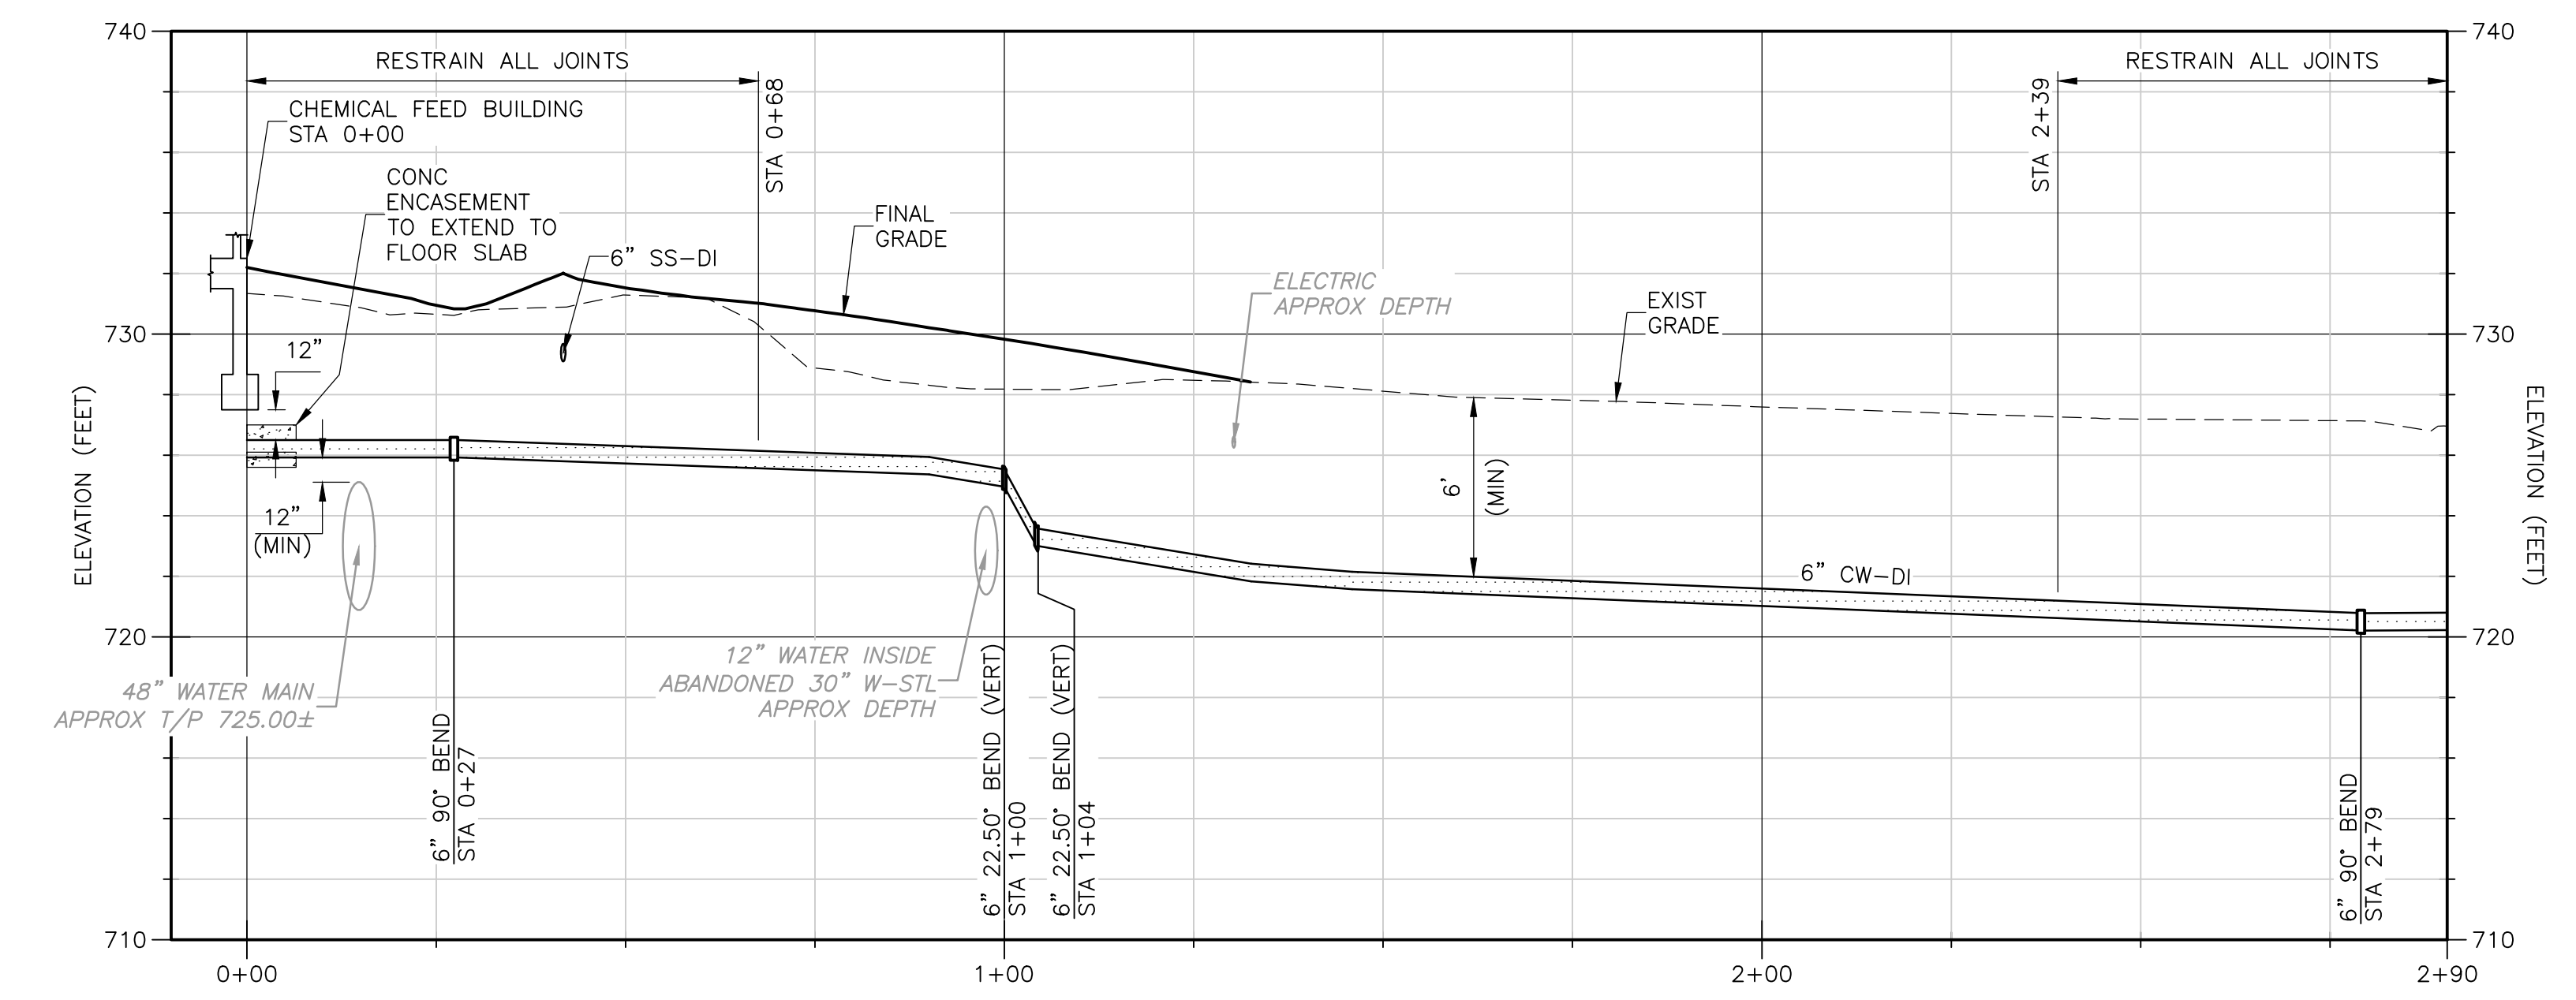 740
740
RESTRAIN ALL JOINTS
RESTRAIN ALL JOINTS
CHEMICAL FEED BUILDING
STA 0+00
STA 0+68
STA 2+39
CONC
ENCASEMENT
TO EXTEND TO
FLOOR SLAB
6" SS-DI
FINAL
GRADE
ELECTRIC
APPROX DEPTH
EXIST
GRADE
730
730
12"
ELEVATION (FEET)
ELEVATION (FEET)
12"
(MIN)
6'
(MIN)
6" CW-DI
720
720
48" WATER MAIN
APPROX T/P 725.00±
12" WATER INSIDE
ABANDONED 30" W-STL
APPROX DEPTH
6" 90° BEND
STA 0+27
6" 22.50° BEND (VERT)
STA 1+00
6" 22.50° BEND (VERT)
STA 1+04
6" 90° BEND
STA 2+79
710
710
0+00
1+00
2+00
2+90